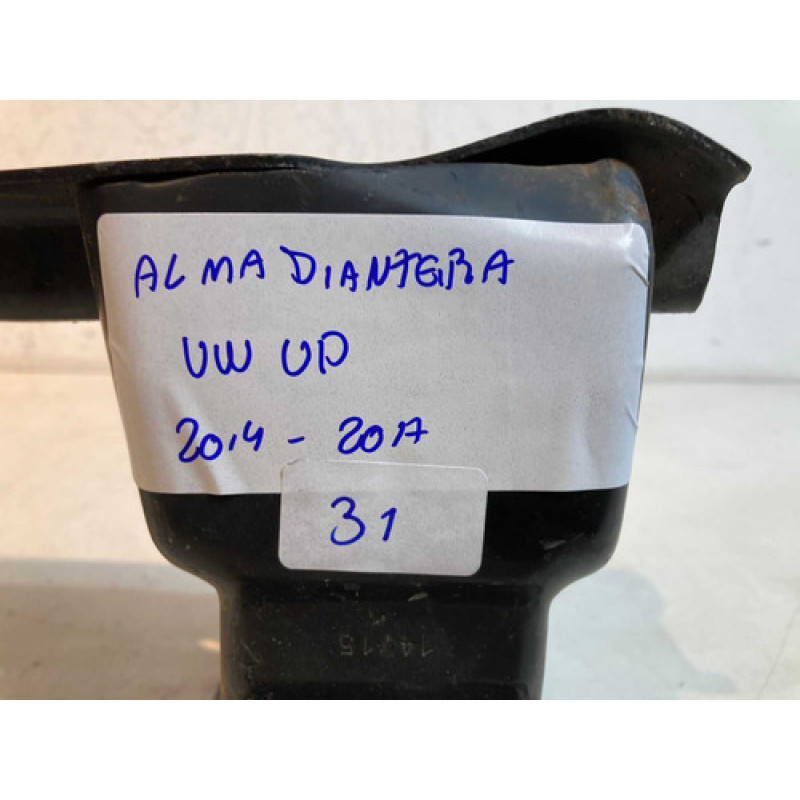 ALMA DIANTEIRA
VW UP
2014 - 2017
31